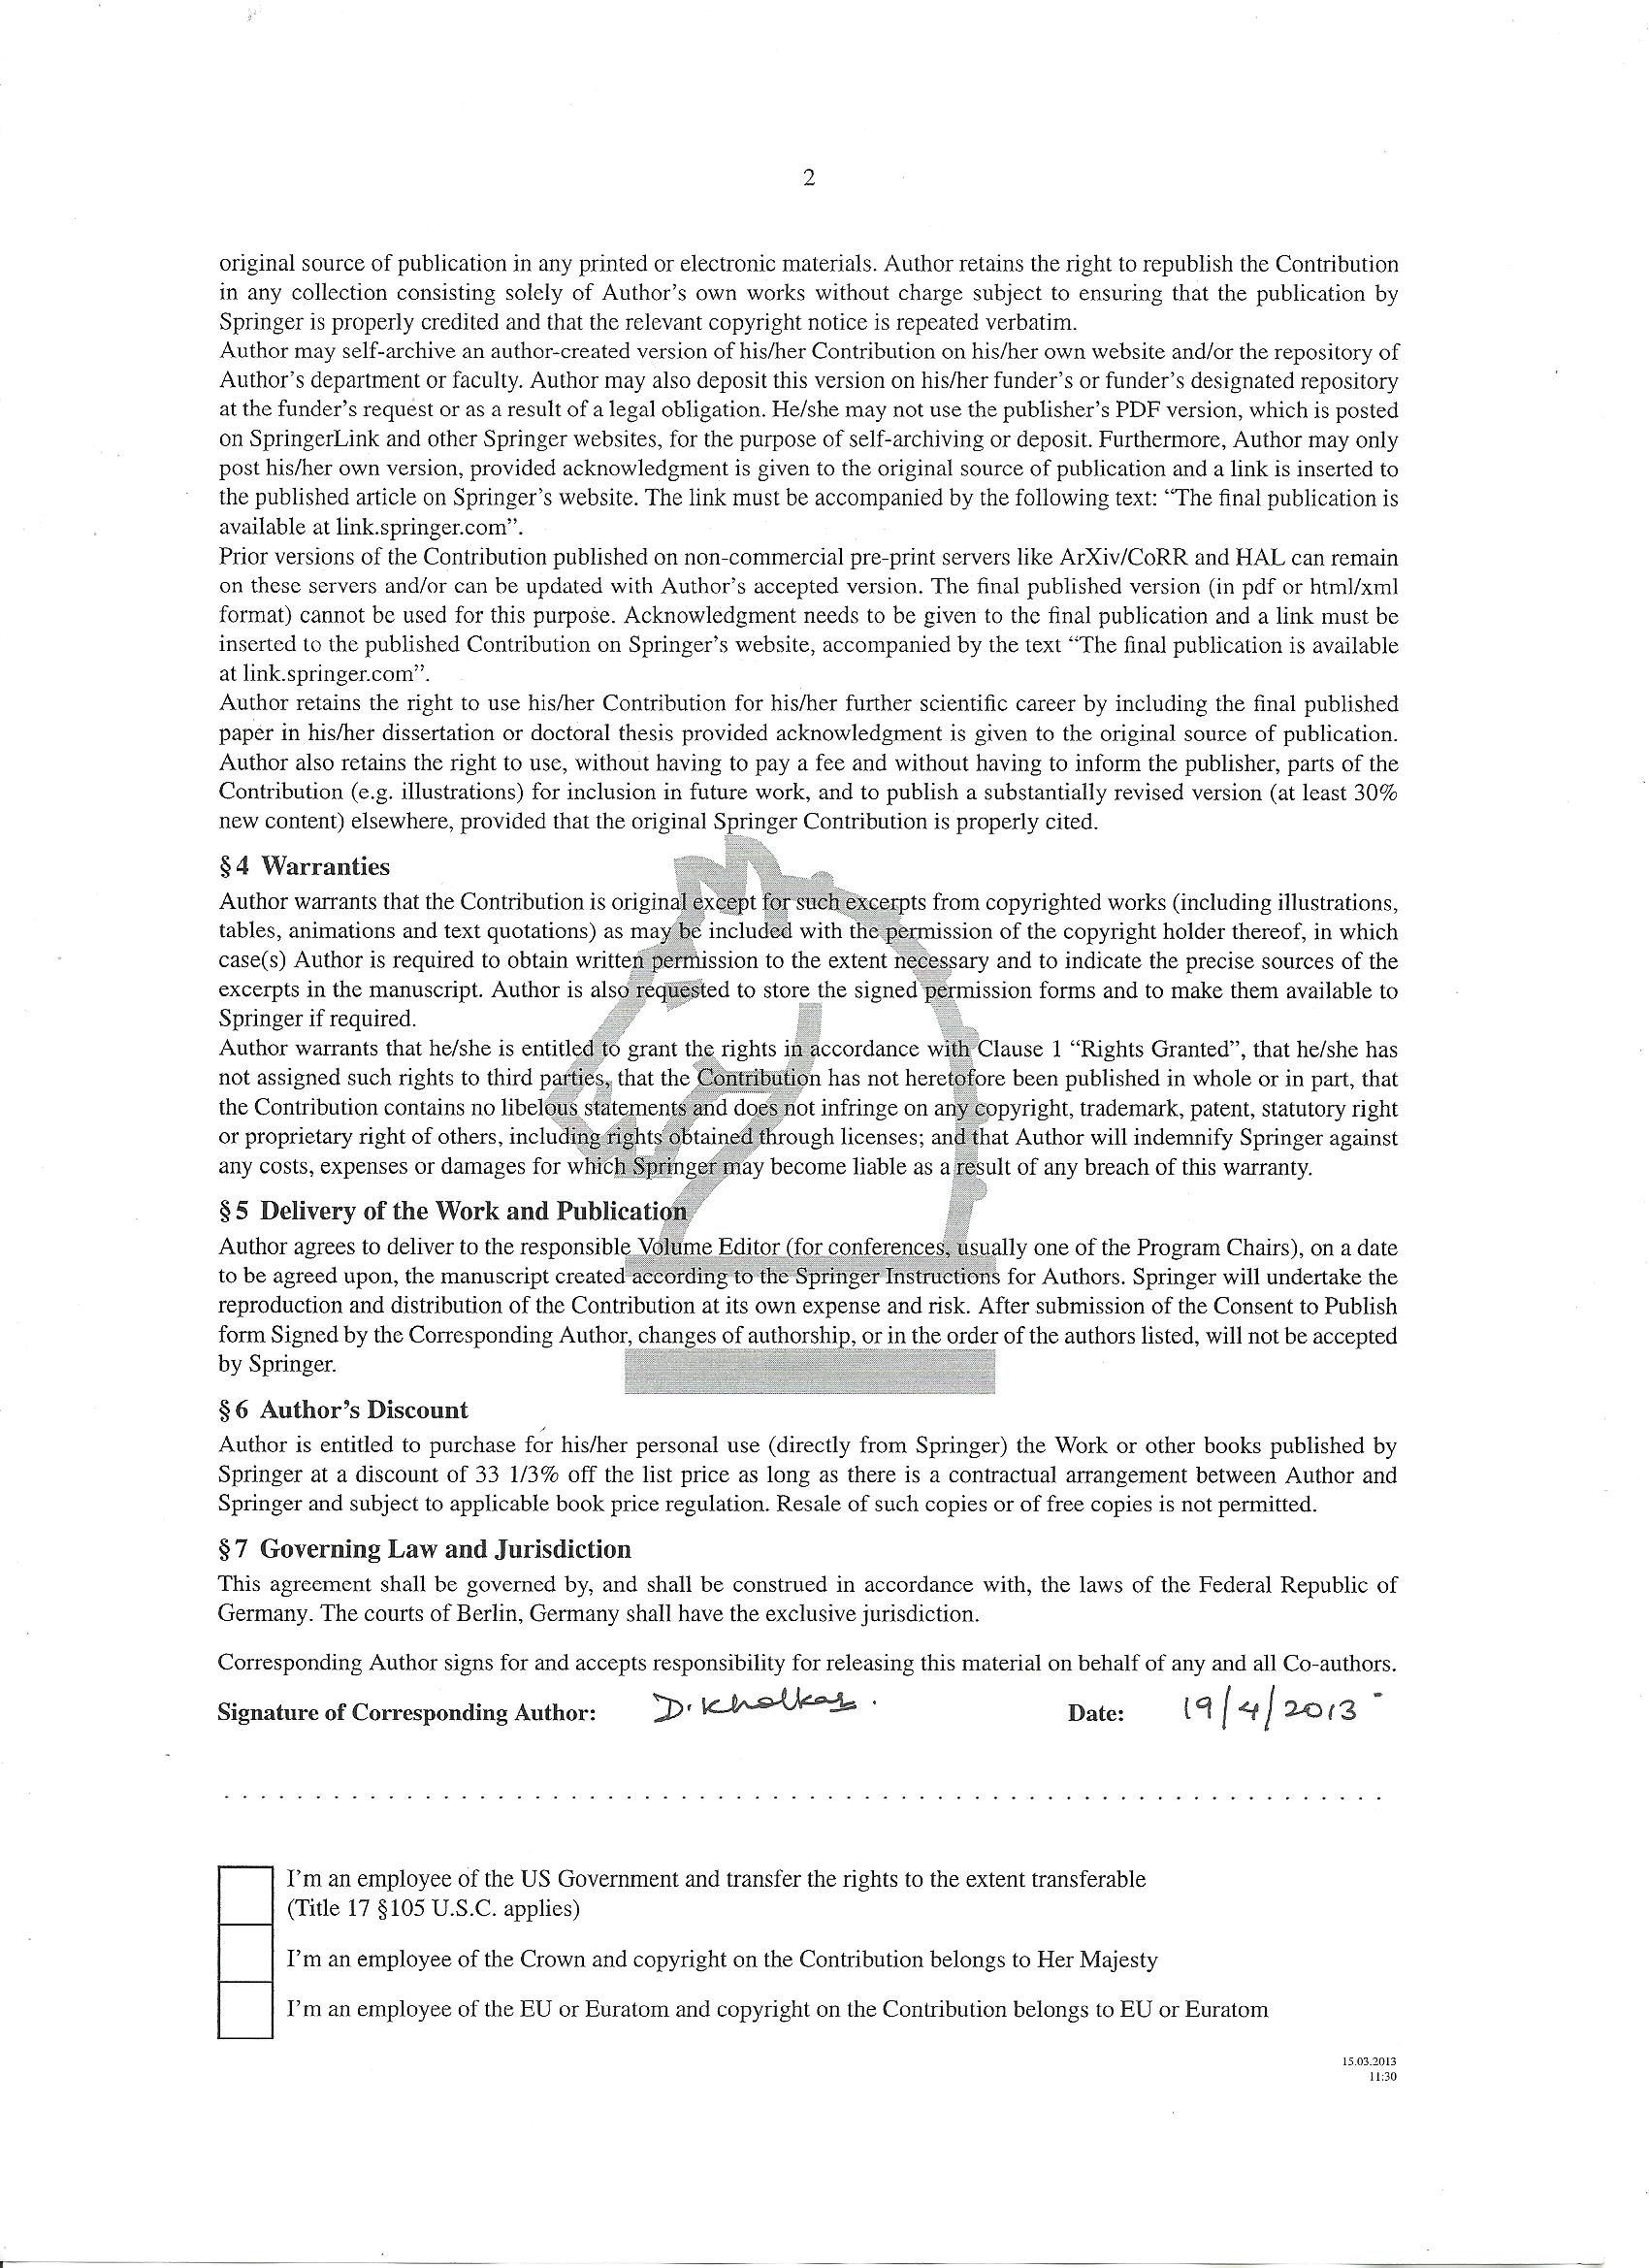 2
original source of publication in any printed or electronic materials. Author retains the right to republish the Contribution
in any collection consisting solely of Author's own works without charge subject to ensuring that the publication by
Springer is properly credited and that the relevant copyright notice is repeated verbatim.
Author may self-archive an author-created version of his/her Contribution on his/her own website and/or the repository of
Author's department or faculty. Author may also deposit this version on his/her funder's or funder's designated repository
at the funder's request or as a result of a legal obligation. He/she may not use the publisher's PDF version, which is posted
on SpringerLink and other Springer websites, for the purpose of self-archiving or deposit. Furthermore, Author may only
post his/her own version, provided acknowledgment is given to the original source of publication and a link is inserted to
the published article on Springer's website. The link must be accompanied by the following text: “The final publication is
available at link.springer.com”.
Prior versions of the Contribution published on non-commercial pre-print servers like ArXiv/CoRR and HAL can remain
on these servers and/or can be updated with Author's accepted version. The final published version (in pdf or html/xml
format) cannot be used for this purpose. Acknowledgment needs to be given to the final publication and a link must be
inserted to the published Contribution on Springer's website, accompanied by the text “The final publication is available
at link.springer.com”.
Author retains the right to use his/her Contribution for his/her further scientific career by including the final published
paper in his/her dissertation or doctoral thesis provided acknowledgment is given to the original source of publication.
Author also retains the right to use, without having to pay a fee and without having to inform the publisher, parts of the
Contribution (e.g. illustrations) for inclusion in future work, and to publish a substantially revised version (at least 30%
new content) elsewhere, provided that the original Springer Contribution is properly cited.
§ 4 Warranties
Author warrants that the Contribution is original except for such excerpts from copyrighted works (including illustrations,
tables, animations and text quotations) as may be included with the permission of the copyright holder thereof, in which
case(s) Author is required to obtain written permission to the extent necessary and to indicate the precise sources of the
excerpts in the manuscript. Author is also requested to store the signed permission forms and to make them available to
Springer if required.
Author warrants that he/she is entitled to grant the rights in accordance with Clause 1 “Rights Granted”, that he/she has
not assigned such rights to third parties, that the Contribution has not heretofore been published in whole or in part, that
the Contribution contains no libelous statements and does not infringe on any copyright, trademark, patent, statutory right
or proprietary right of others, including rights obtained through licenses; and that Author will indemnify Springer against
any costs, expenses or damages for which Springer may become liable as a result of any breach of this warranty.
§ 5 Delivery of the Work and Publication
Author agrees to deliver to the responsible Volume Editor (for conferences, usually one of the Program Chairs), on a date
to be agreed upon, the manuscript created according to the Springer Instructions for Authors. Springer will undertake the
reproduction and distribution of the Contribution at its own expense and risk. After submission of the Consent to Publish
form Signed by the Corresponding Author, changes of authorship, or in the order of the authors listed, will not be accepted
by Springer.
§ 6 Author's Discount
Author is entitled to purchase for his/her personal use (directly from Springer) the Work or other books published by
Springer at a discount of 33 1/3% off the list price as long as there is a contractual arrangement between Author and
Springer and subject to applicable book price regulation. Resale of such copies or of free copies is not permitted.
§ 7 Governing Law and Jurisdiction
This agreement shall be governed by, and shall be construed in accordance with, the laws of the Federal Republic of
Germany. The courts of Berlin, Germany shall have the exclusive jurisdiction.
Corresponding Author signs for and accepts responsibility for releasing this material on behalf of any and all Co-authors.
Signature of Corresponding Author: D. Kholkar. Date: 19/4/2013
I'm an employee of the US Government and transfer the rights to the extent transferable
(Title 17 §105 U.S.C. applies)
I'm an employee of the Crown and copyright on the Contribution belongs to Her Majesty
I'm an employee of the EU or Euratom and copyright on the Contribution belongs to EU or Euratom
15.03.2013
11:30